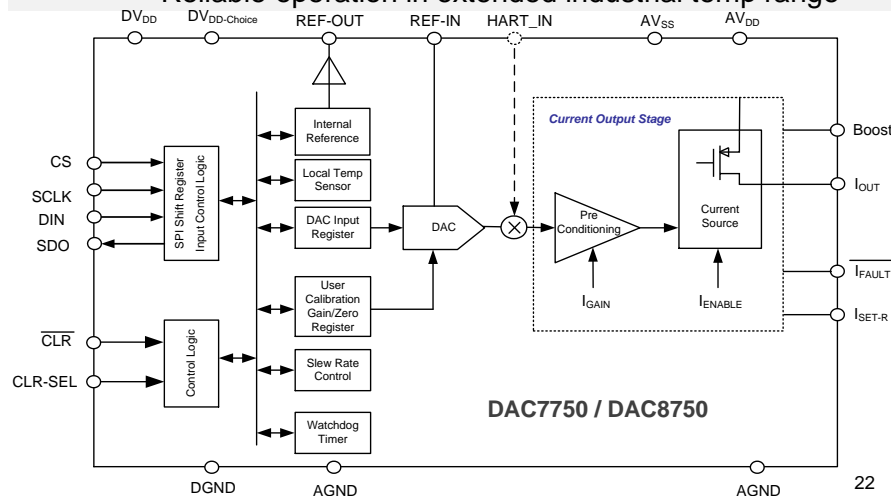 Reliable operation in extended industrial temp range
DVDD
DVDD-Choice
REF-OUT
REF-IN
HART_IN
AVSS
AVDD
Internal
Reference
Current Output Stage
Boost
CS
SCLK
DIN
SDO
SPI Shift Register
Input Control Logic
Local Temp
Sensor
DAC Input
Register
DAC
Pre
Conditioning
Current
Source
IOUT
User
Calibration
Gain/Zero
Register
IGAIN
IENABLE
IFAULT
ISET-R
CLR
CLR-SEL
Control Logic
Slew Rate
Control
Watchdog
Timer
DAC7750 / DAC8750
DGND
AGND
AGND
22